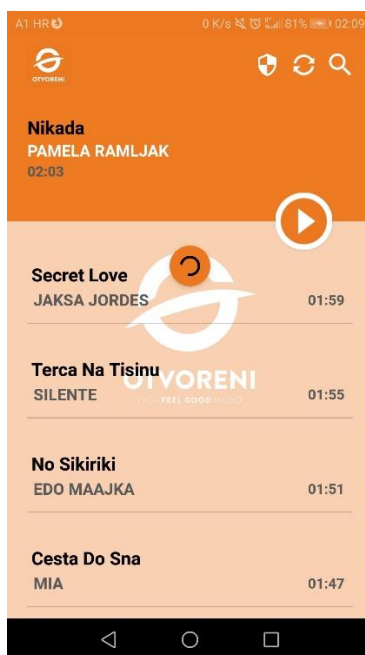 A1 HR
0 K/s 81% 02:09
OTVORENI
Nikada
PAMELA RAMLJAK
02:03
Secret Love
JAKSA JORDES
01:59
Terca Na Tisinu
SILENTE
01:55
OTVORENI
FEEL GOOD RADIO
No Sikiriki
EDO MAAJKA
01:51
Cesta Do Sna
MIA
01:47